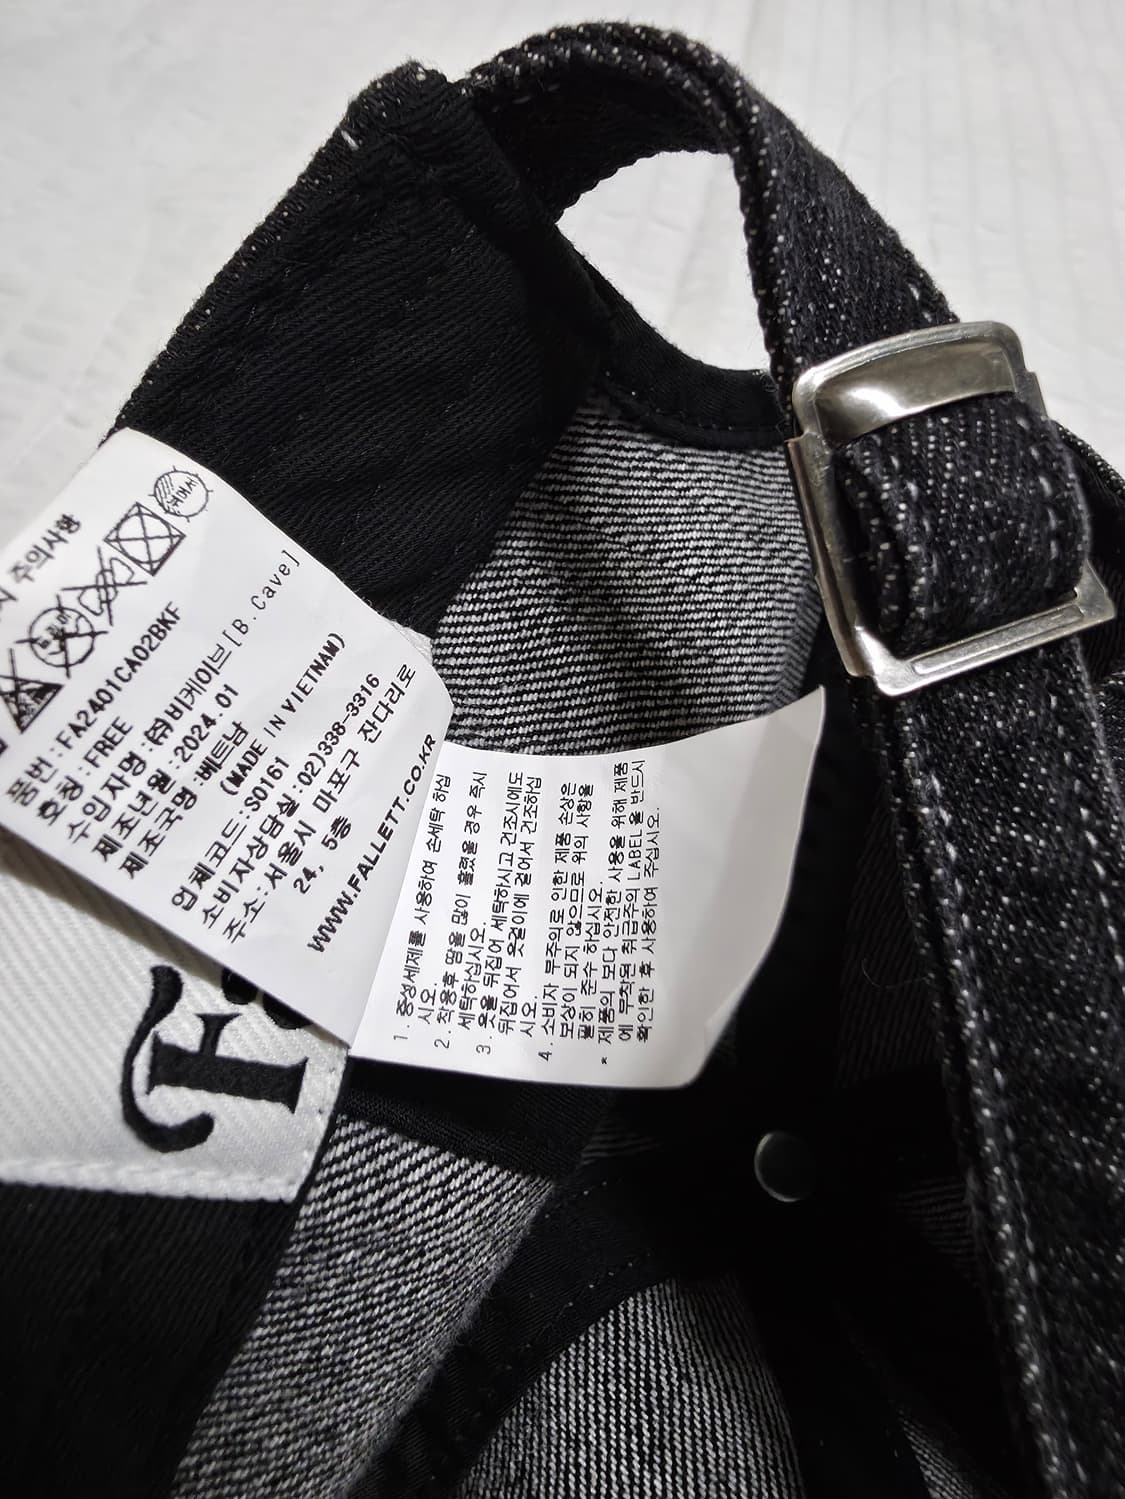 주의사항
품번:FA2401CA02BKF
호칭:FREE
수입자명:(주)비케이브[B.Cave]
제조년월:2024.01
제조국명:베트남
(MADE IN VIETNAM)
업체코드:S0161
소비자상담실:02)338-3316
주소:서울시 마포구 잔다리로
24, 5층
WWW.FALLETT.CO.KR
1. 중성세제를 사용하여 손세탁 하십
시오.
2. 착용후 땀을 많이 흘렸을 경우 즉시
세탁하십시오.
3. 옷을 뒤집어 세탁하시고 건조시에도
뒤집어서 옷걸이에 걸어서 건조하십
시오.
4. 소비자 부주의로 인한 제품 손상은
보상이 되지 않으므로 위의 사항을
필히 준수 하십시오.
* 제품의 보다 안전한 사용을 위해 제품
에 부착된 취급주의 LABEL을 반드시
확인한 후 사용하여 주십시오.